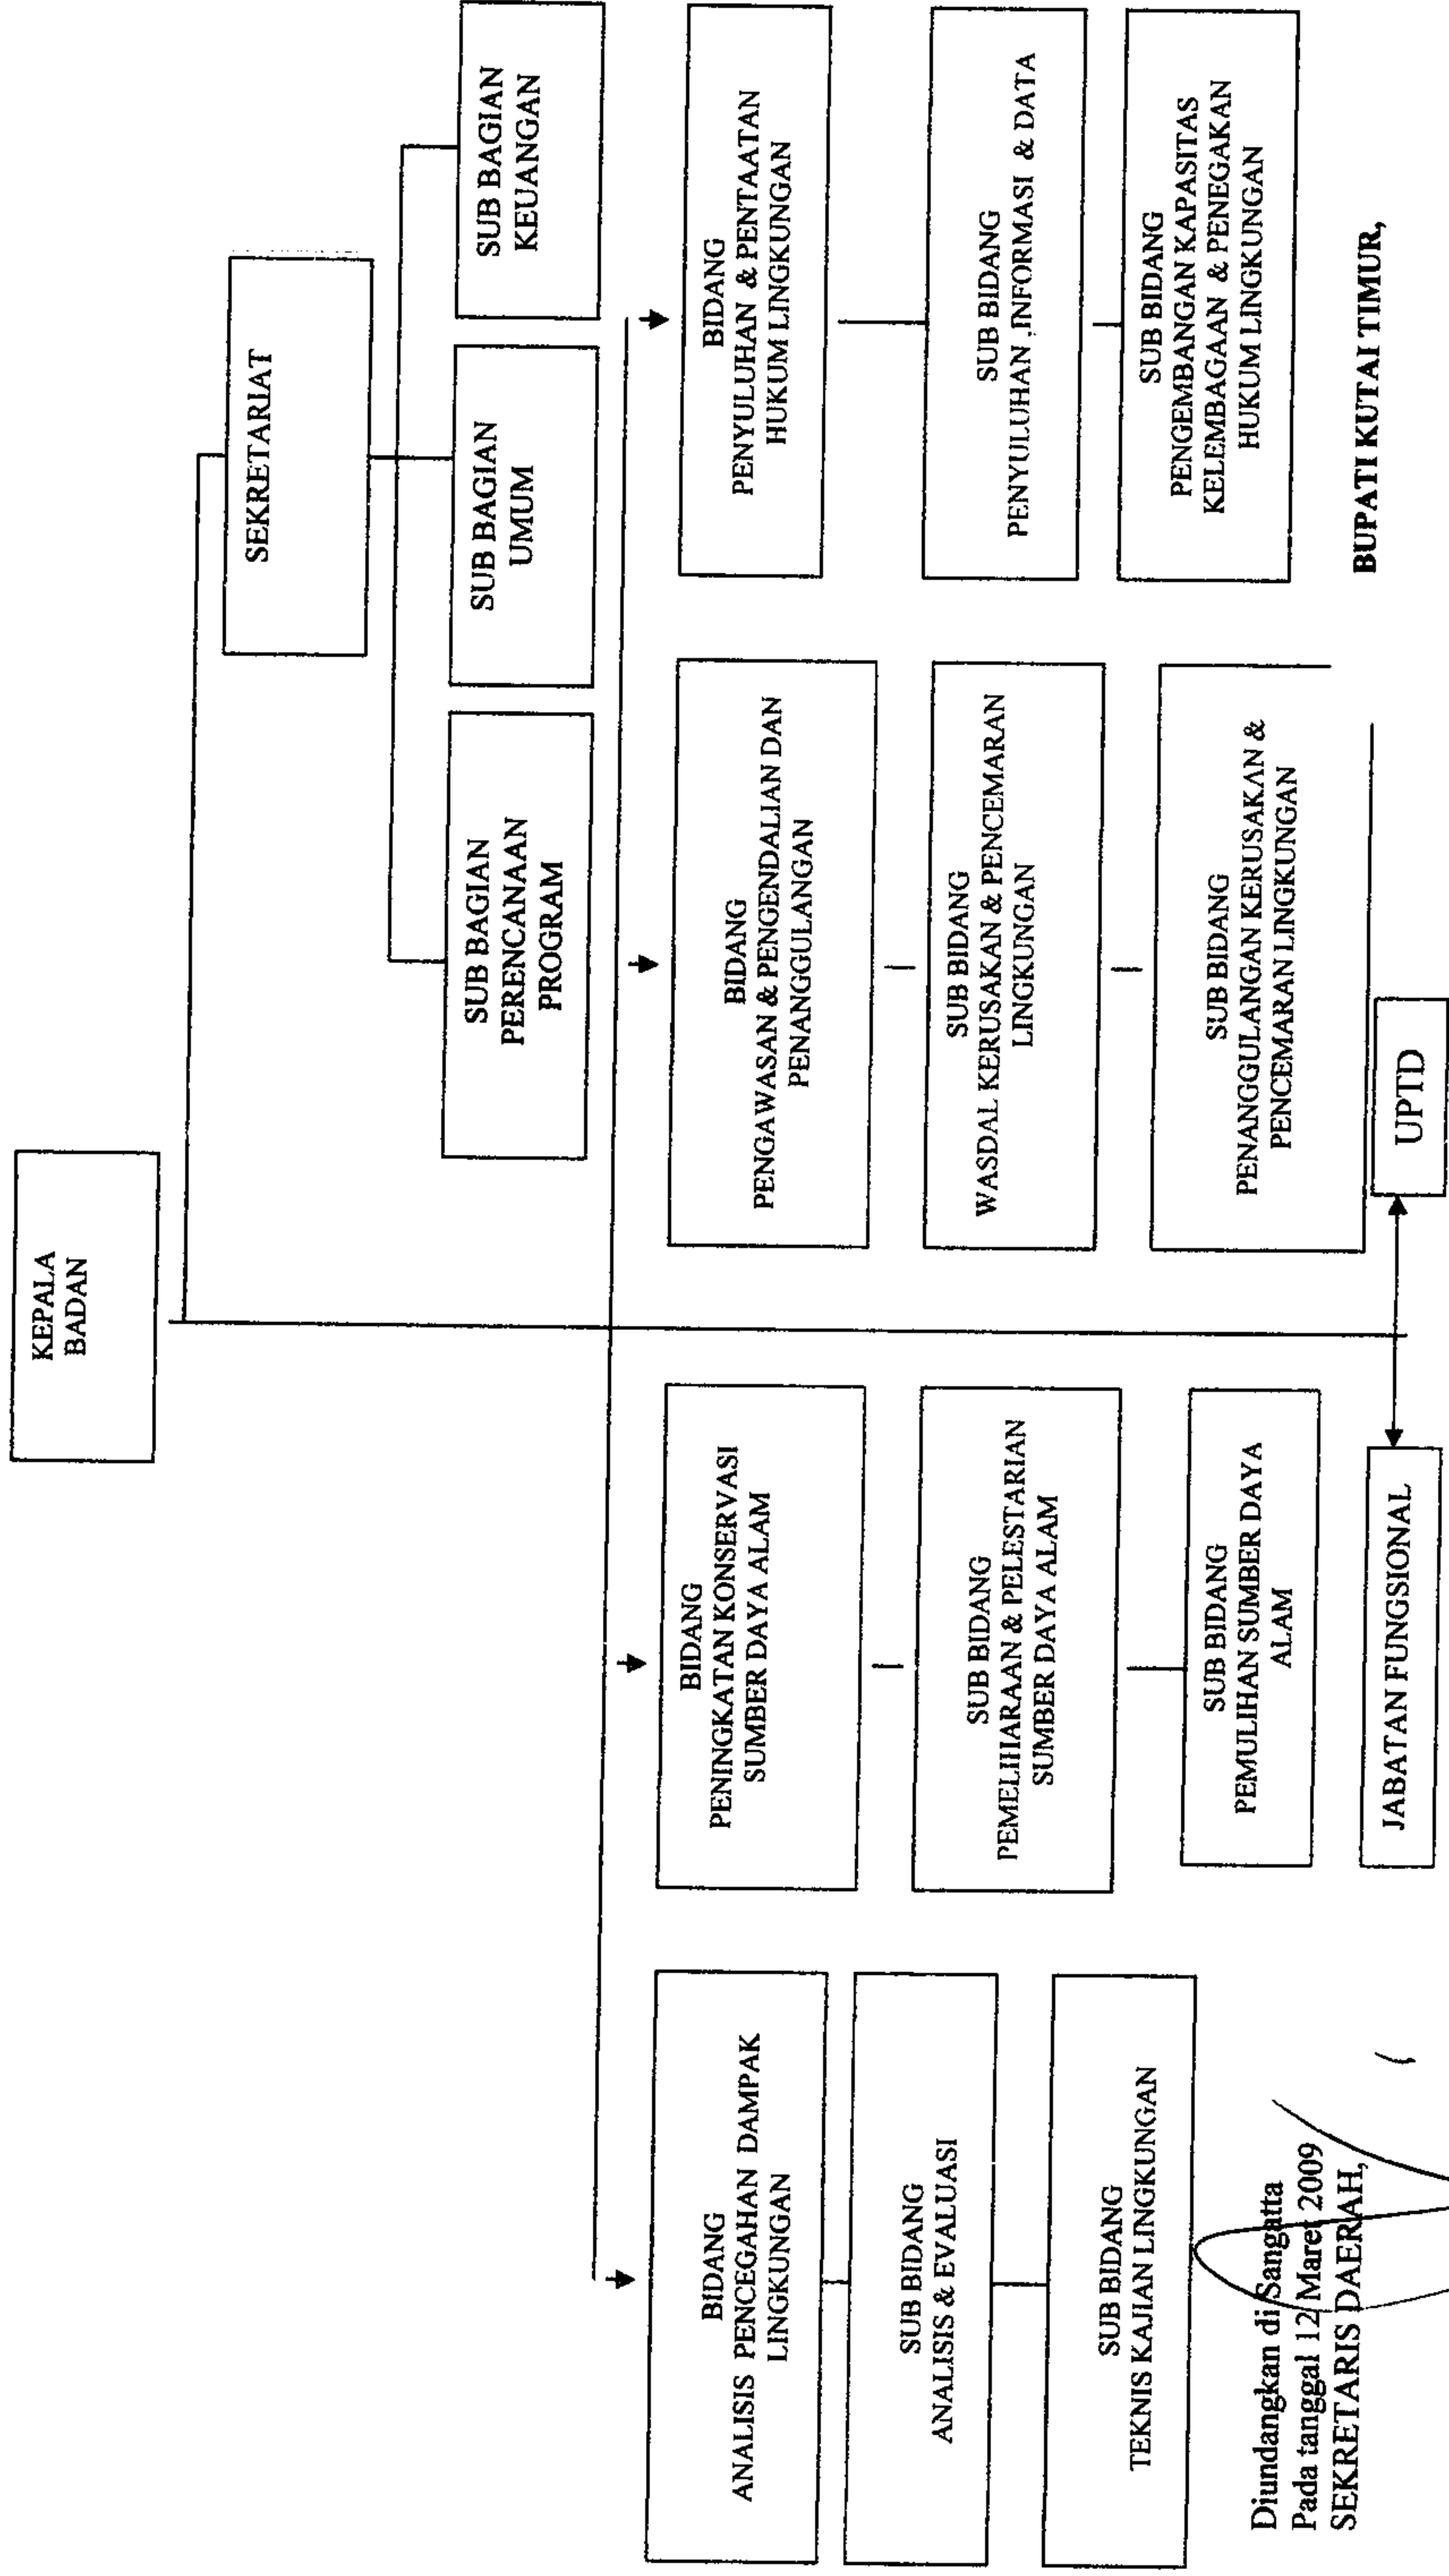 KEPALA
BADAN
SEKRETARIAT
SUB BAGIAN
PERENCANAAN
PROGRAM
SUB BAGIAN
UMUM
SUB BAGIAN
KEUANGAN
BIDANG
ANALISIS PENCEGAHAN DAMPAK
LINGKUNGAN
SUB BIDANG
ANALISIS & EVALUASI
SUB BIDANG
TEKNIS KAJIAN LINGKUNGAN
BIDANG
PENINGKATAN KONSERVASI
SUMBER DAYA ALAM
SUB BIDANG
PEMELIHARAAN & PELESTARIAN
SUMBER DAYA ALAM
SUB BIDANG
PEMULIHAN SUMBER DAYA
ALAM
BIDANG
PENGAWASAN & PENGENDALIAN DAN
PENANGGULANGAN
SUB BIDANG
WASDAL KERUSAKAN & PENCEMARAN
LINGKUNGAN
SUB BIDANG
PENANGGULANGAN KERUSAKAN &
PENCEMARAN LINGKUNGAN
BIDANG
PENYULUHAN & PENTAATAN
HUKUM LINGKUNGAN
SUB BIDANG
PENYULUHAN ,INFORMASI & DATA
SUB BIDANG
PENGEMBANGAN KAPASITAS
KELEMBAGAAN & PENEGAKAN
HUKUM LINGKUNGAN
JABATAN FUNGSIONAL
UPTD
Diundangkan di Sangatta
Pada tanggal 12 Maret 2009
SEKRETARIS DAERAH,
BUPATI KUTAI TIMUR,